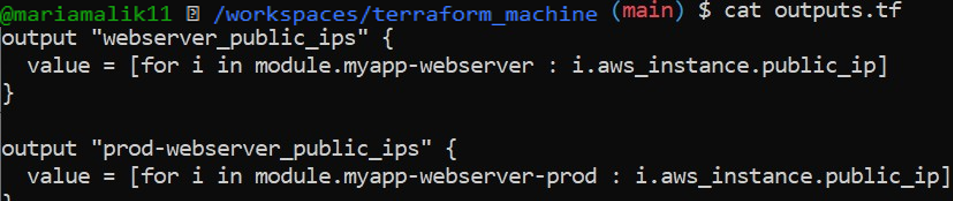 @mariamalik11 /workspaces/terraform_machine (main) $ cat outputs.tf
output "webserver_public_ips" {
  value = [for i in module.myapp-webserver : i.aws_instance.public_ip]
}
output "prod-webserver_public_ips" {
  value = [for i in module.myapp-webserver-prod : i.aws_instance.public_ip]
}